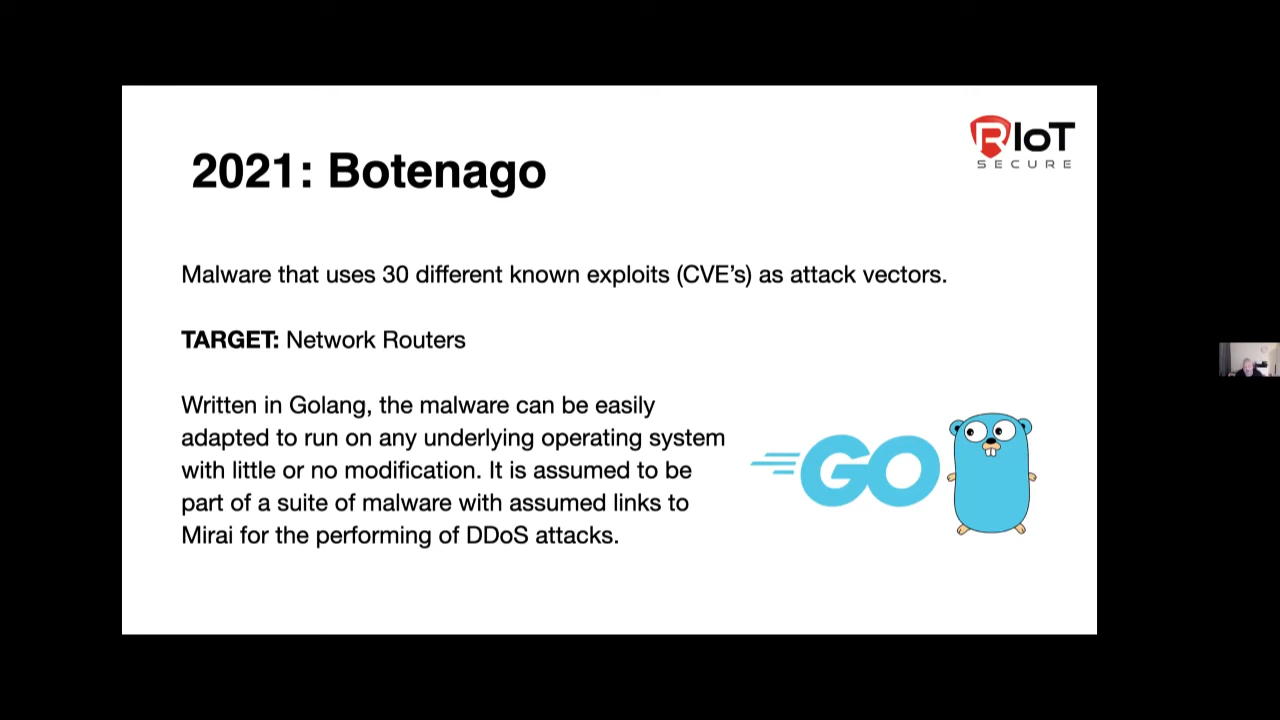 RIoT
SECURE
2021: Botenago
Malware that uses 30 different known exploits (CVE's) as attack vectors.
TARGET: Network Routers
Written in Golang, the malware can be easily
adapted to run on any underlying operating system
with little or no modification. It is assumed to be
part of a suite of malware with assumed links to
Mirai for the performing of DDoS attacks.
GO